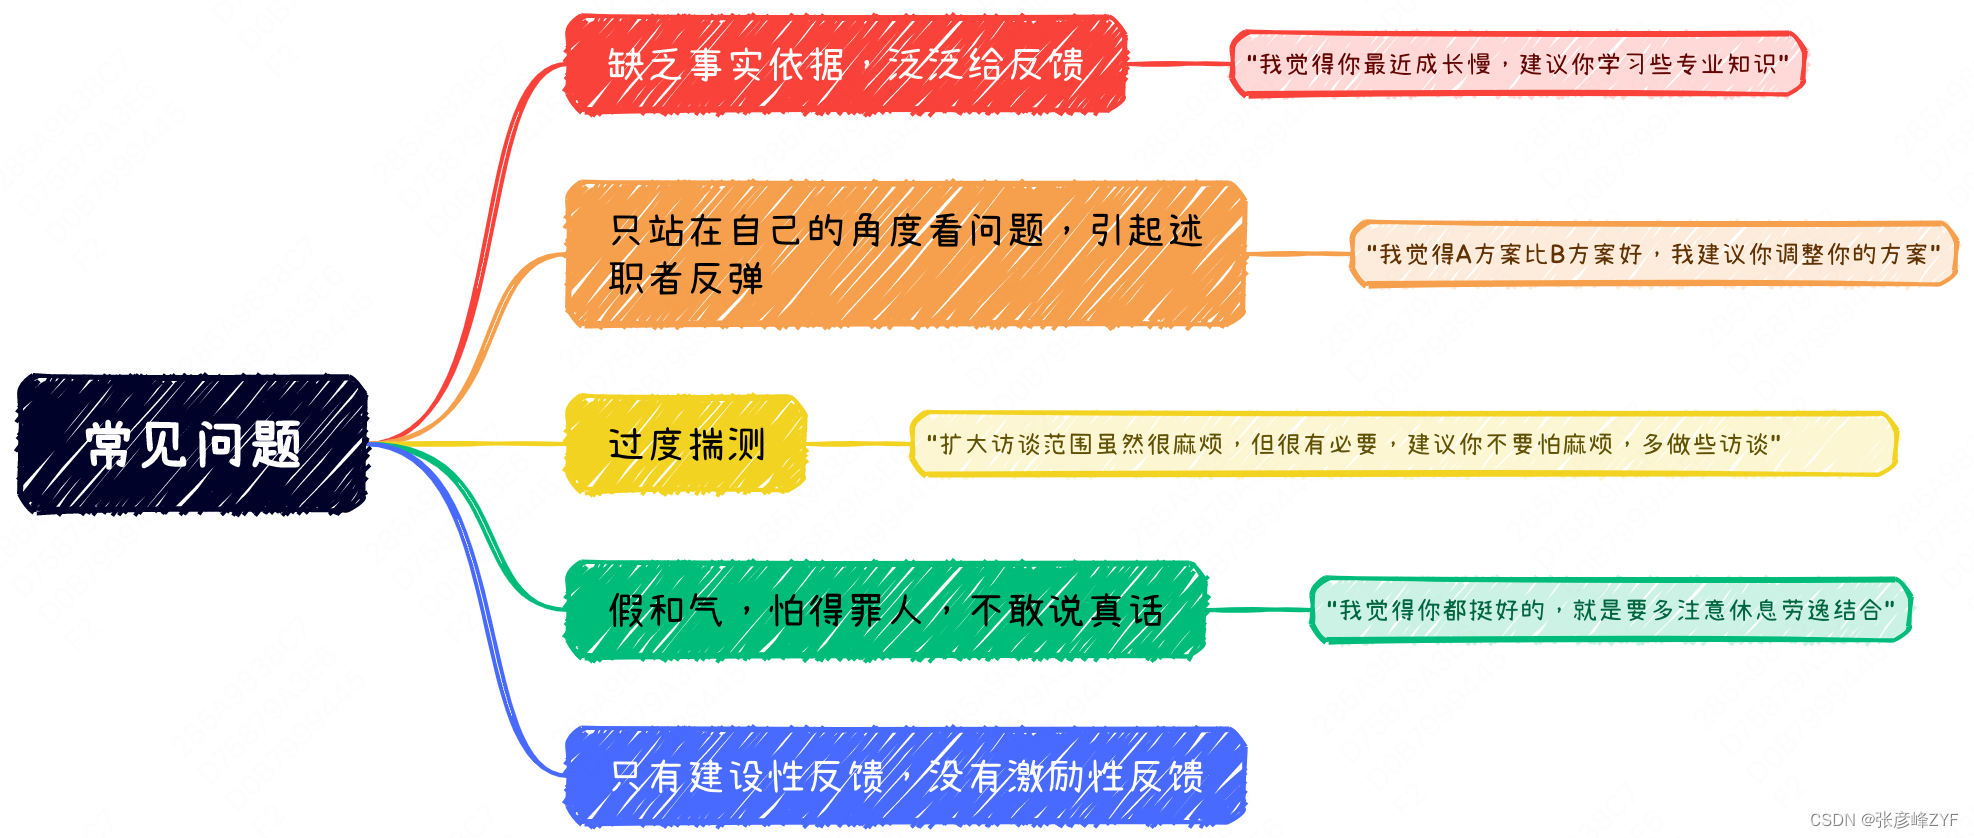 缺乏事实依据，泛泛给反馈
"我觉得你最近成长慢，建议你学习些专业知识"
只站在自己的角度看问题，引起述
职者反弹
"我觉得A方案比B方案好，我建议你调整你的方案"
常见问题
过度揣测
"扩大访谈范围虽然很麻烦，但很有必要，建议你不要怕麻烦，多做些访谈"
假和气，怕得罪人，不敢说真话
"我觉得你都挺好的，就是要多注意休息劳逸结合"
只有建设性反馈，没有激励性反馈
CSDN @张彦峰ZYF